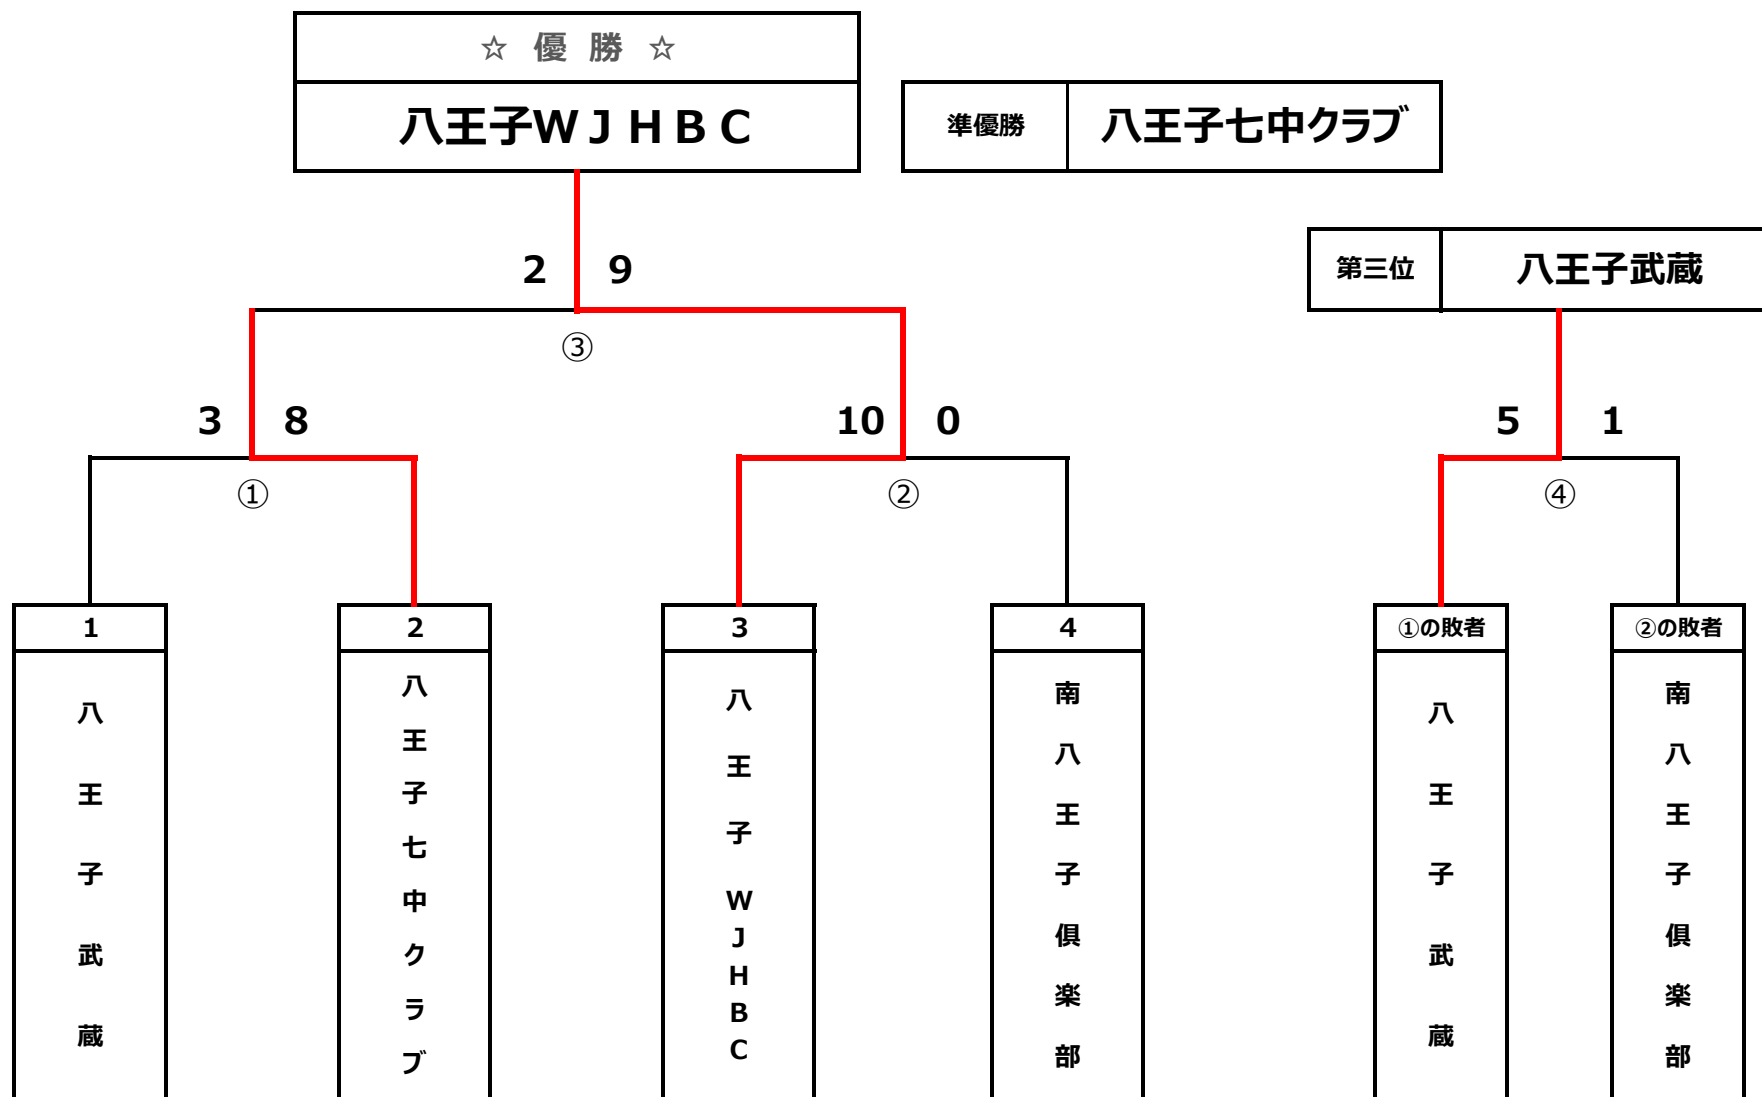 ☆ 優 勝 ☆
八王子WJHBC
準優勝 八王子七中クラブ
第三位 八王子武蔵
2 9
③
3 8
10 0
5 1
①
②
④
1
2
3
4
①の敗者
②の敗者
八王子武蔵
八王子七中クラブ
八王子WJHBC
南八王子倶楽部
八王子武蔵
南八王子倶楽部